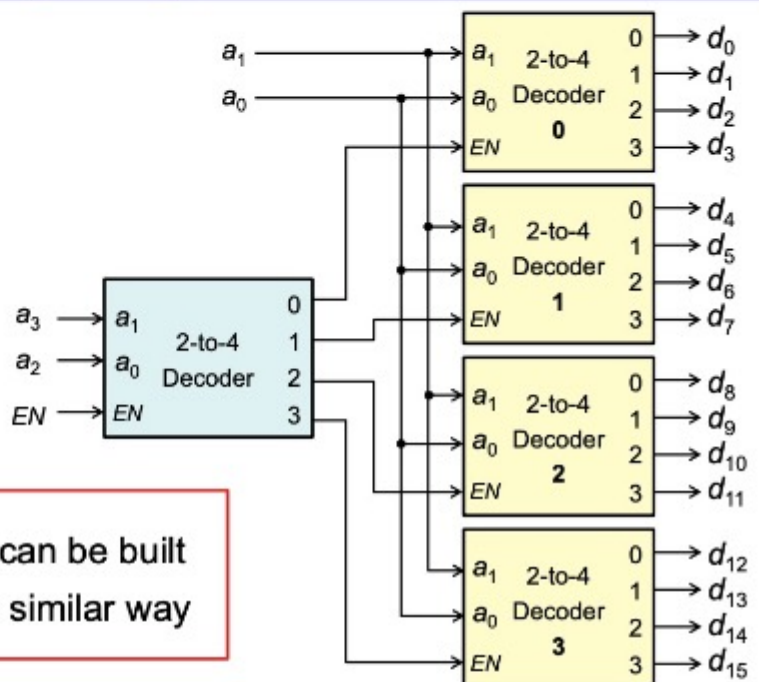 a₁
a₀
a₁ 2-to-4 0 d₀
1 d₁
a₀ Decoder 2 d₂
EN 0 3 d₃
a₁ 2-to-4 0 d₄
1 d₅
a₀ Decoder 2 d₆
EN 1 3 d₇
a₃ a₁ 0
2-to-4 1
a₂ a₀ Decoder 2
EN EN 3
a₁ 2-to-4 0 d₈
1 d₉
a₀ Decoder 2 d₁₀
EN 2 3 d₁₁
can be built
similar way
a₁ 2-to-4 0 d₁₂
1 d₁₃
a₀ Decoder 2 d₁₄
EN 3 3 d₁₅